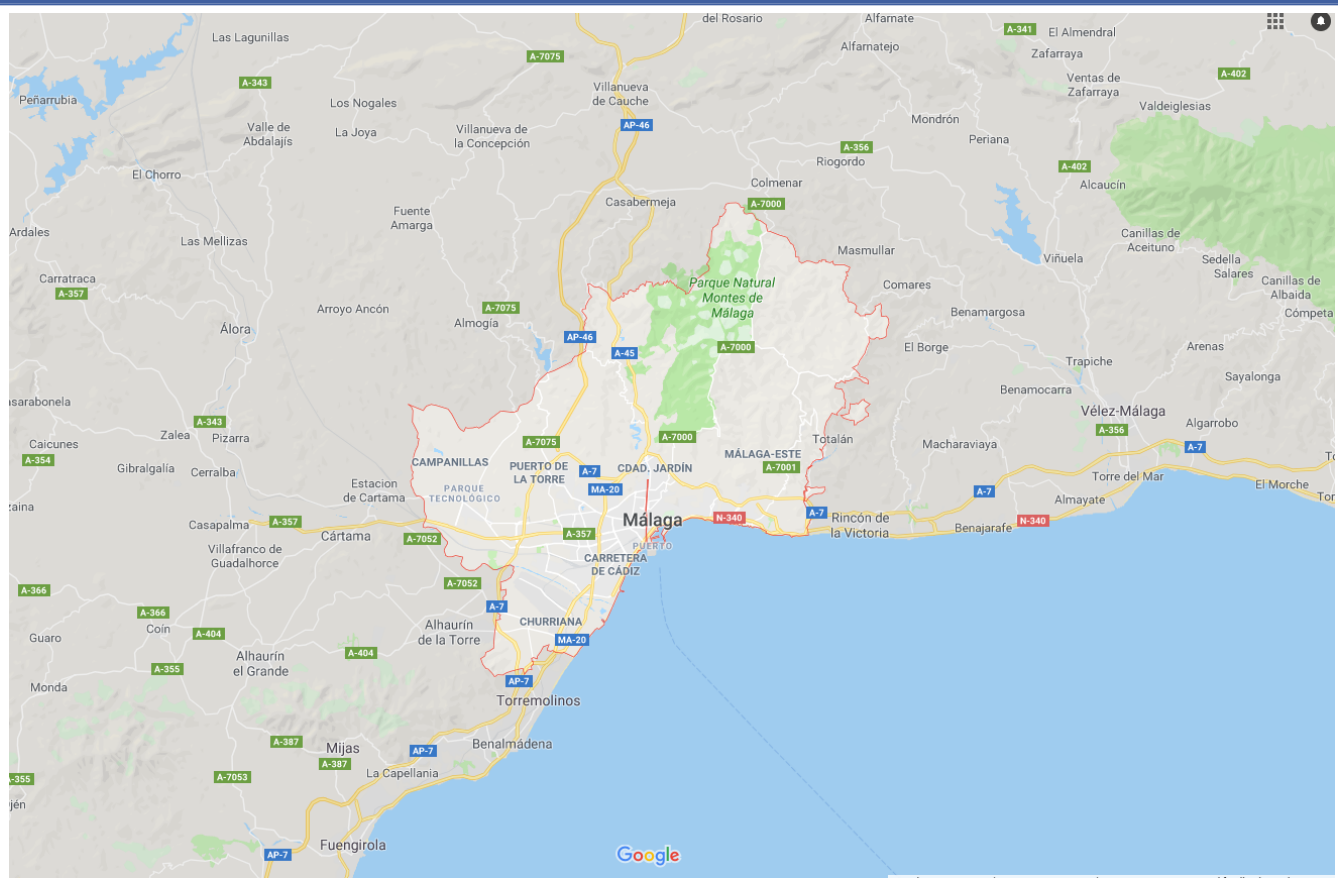 del Rosario
Alfarnate
A-341
El Almendral
Las Lagunillas
Alfarnatejo
Zafarraya
A-7075
A-343
Ventas de
Zafarraya
A-402
Peñarrubia
Villanueva
de Cauche
Los Nogales
Valdeiglesias
Valle de
Abdalajís
La Joya
Villanueva de
la Concepción
AP-46
Mondrón
Periana
A-356
Riogordo
A-402
El Chorro
Colmenar
Alcaucín
Casabermeja
A-7000
Fuente
Amarga
Ardales
Las Mellizas
Canillas de
Aceituno
Masmullar
Viñuela
Sedella
Salares
Carratraca
A-357
Parque Natural
Montes de
Málaga
Comares
Canillas de
Albaida
Arroyo Ancón
A-7075
Benamargosa
Cómpeta
Álora
Almogía
AP-46
A-45
A-7000
El Borge
Arenas
Trapiche
Sayalonga
Benamocarra
Vélez-Málaga
A-343
Zalea
Pizarra
A-7075
A-7000
Totalán
Macharaviaya
A-356
Algarrobo
A-7
Caicunes
A-354
Gibralgalía
Cerralba
CAMPANILLAS
PUERTO DE
LA TORRE
A-7
CDAD. JARDÍN
MÁLAGA-ESTE
A-7001
Estacion
de Cartama
PARQUE
TECNOLÓGICO
MA-20
A-7
Torre del Mar
El Morche
Almayate
Casapalma
A-357
Cártama
A-7052
A-357
Málaga
N-340
A-7
Rincón de
la Victoria
Benajarafe
N-340
PUERTO
Villafranco de
Guadalhorce
CARRETERA
DE CÁDIZ
A-366
A-7052
A-366
Coín
A-404
A-7
CHURRIANA
MA-20
Guaro
Alhaurín
de la Torre
Alhaurín
el Grande
A-404
A-355
AP-7
Monda
Torremolinos
A-387
Mijas
A-387
AP-7
Benalmádena
A-355
A-7053
La Capellania
Fuengirola
AP-7
Google